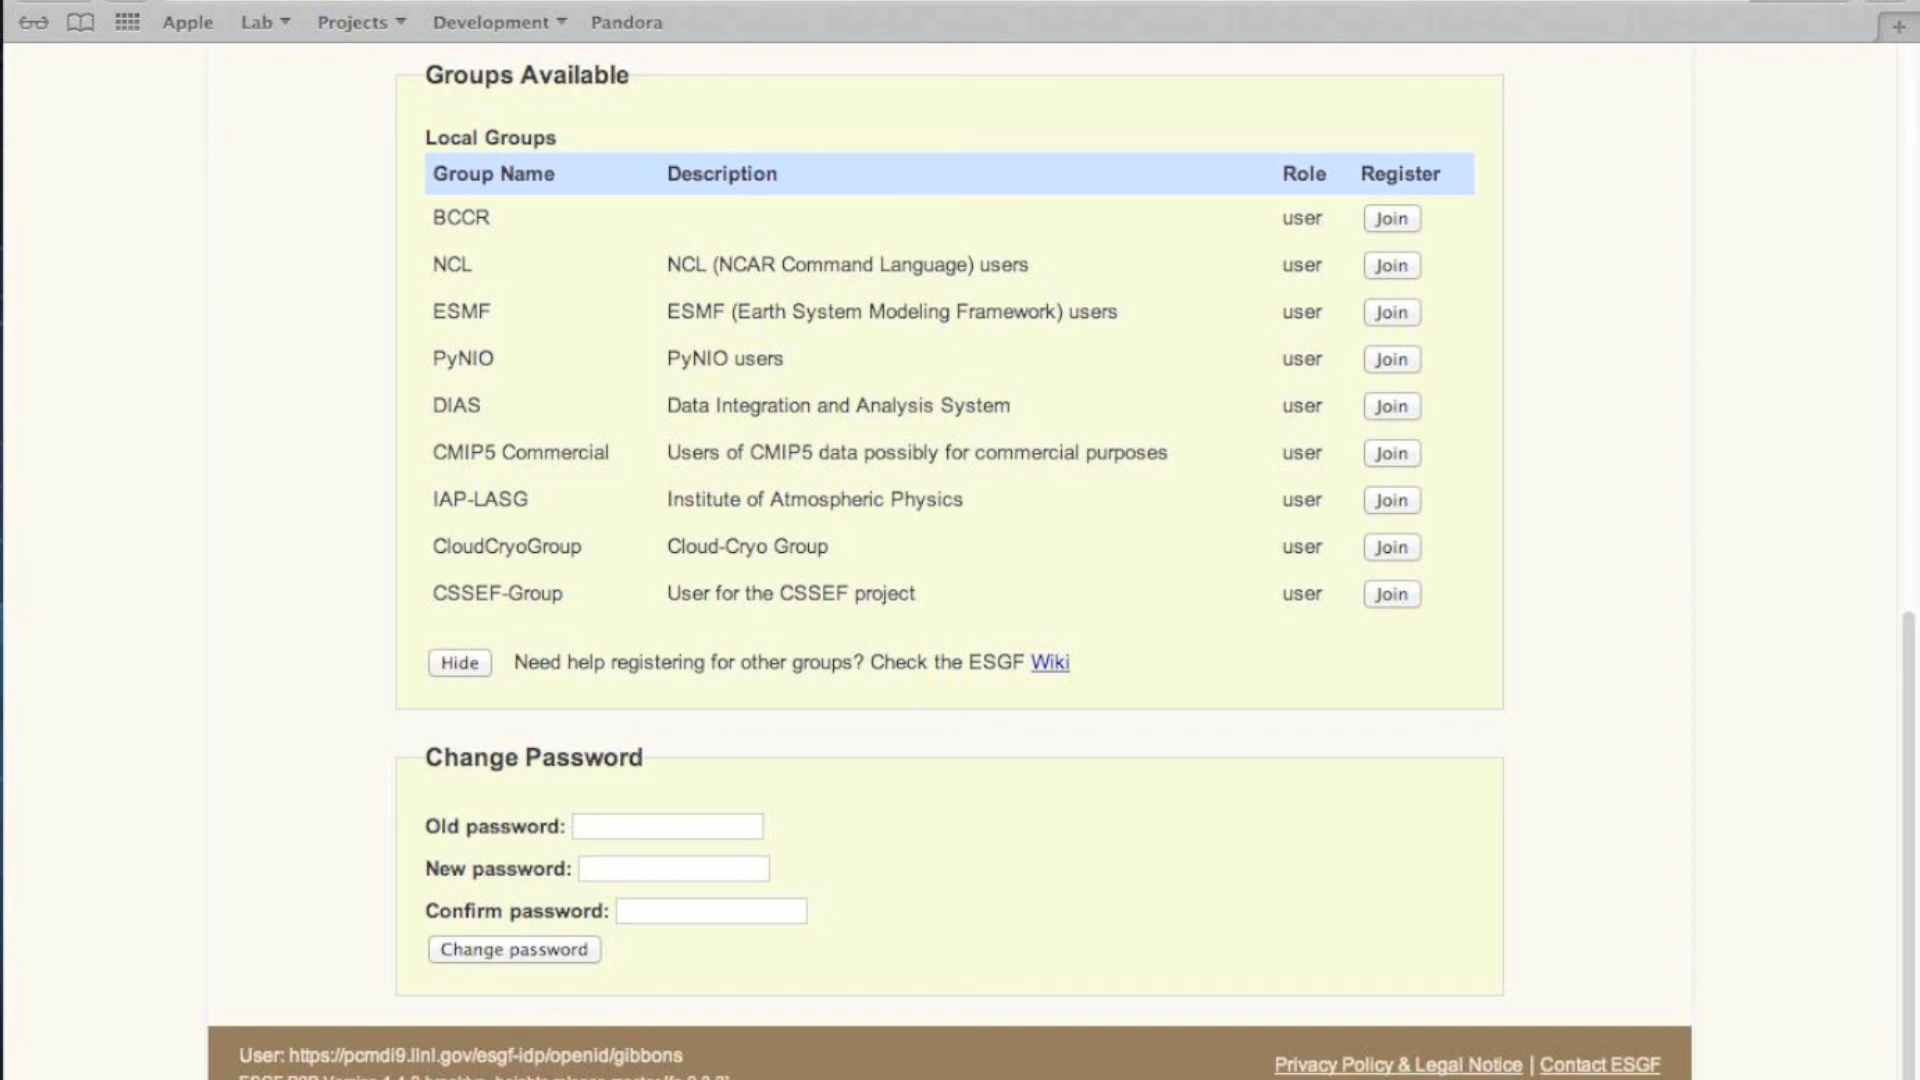 Apple Lab Projects Development Pandora
Groups Available
Local Groups
Group Name Description Role Register
BCCR user Join
NCL NCL (NCAR Command Language) users user Join
ESMF ESMF (Earth System Modeling Framework) users user Join
PyNIO PyNIO users user Join
DIAS Data Integration and Analysis System user Join
CMIP5 Commercial Users of CMIP5 data possibly for commercial purposes user Join
IAP-LASG Institute of Atmospheric Physics user Join
CloudCryoGroup Cloud-Cryo Group user Join
CSSEF-Group User for the CSSEF project user Join
Hide Need help registering for other groups? Check the ESGF Wiki
Change Password
Old password:
New password:
Confirm password:
Change password
User: https://pcmdi9.llnl.gov/esgf-idp/openid/gibbons
Privacy Policy & Legal Notice | Contact ESGF